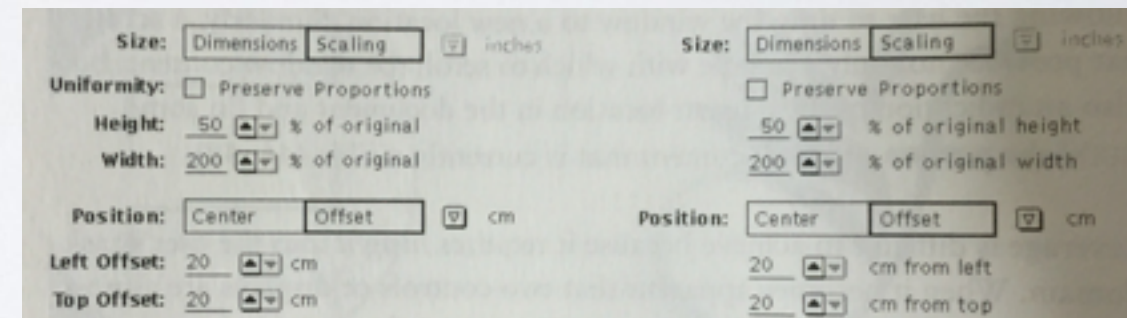 Size: Dimensions Scaling inches
Uniformity: Preserve Proportions
Height: 50 % of original
Width: 200 % of original
Position: Center Offset cm
Left Offset: 20 cm
Top Offset: 20 cm
Size: Dimensions Scaling inches
Preserve Proportions
50 % of original height
200 % of original width
Position: Center Offset cm
20 cm from left
20 cm from top